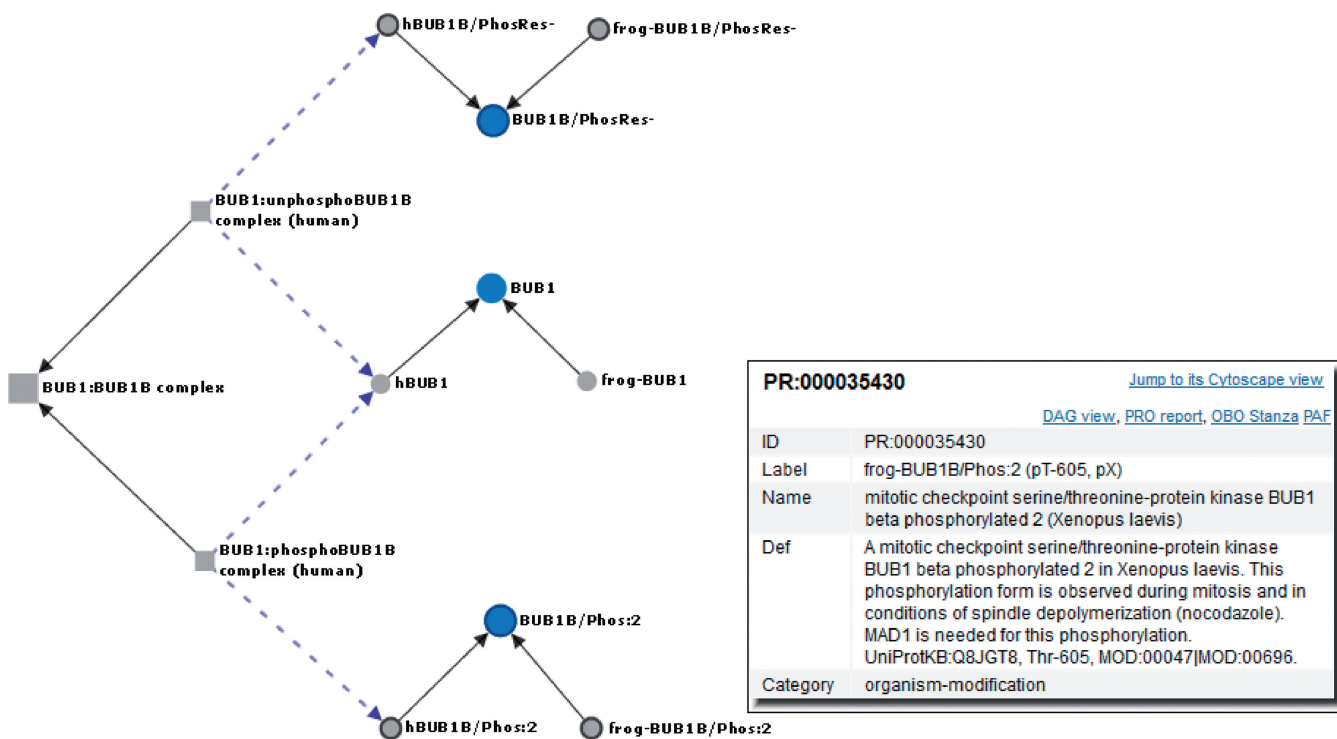 hBUB1B/PhosRes-
frog-BUB1B/PhosRes-
BUB1B/PhosRes-
BUB1:unphosphoBUB1B
complex (human)
BUB1
BUB1:BUB1B complex
hBUB1
frog-BUB1
BUB1:phosphoBUB1B
complex (human)
BUB1B/Phos:2
hBUB1B/Phos:2
frog-BUB1B/Phos:2
PR:000035430 Jump to its Cytoscape view
DAG view, PRO report, OBO Stanza PAF
ID PR:000035430
Label frog-BUB1B/Phos:2 (pT-605, pX)
Name mitotic checkpoint serine/threonine-protein kinase BUB1
beta phosphorylated 2 (Xenopus laevis)
Def A mitotic checkpoint serine/threonine-protein kinase
BUB1 beta phosphorylated 2 in Xenopus laevis. This
phosphorylation form is observed during mitosis and in
conditions of spindle depolymerization (nocodazole).
MAD1 is needed for this phosphorylation.
UniProtKB:Q8JGT8, Thr-605, MOD:00047|MOD:00696.
Category organism-modification